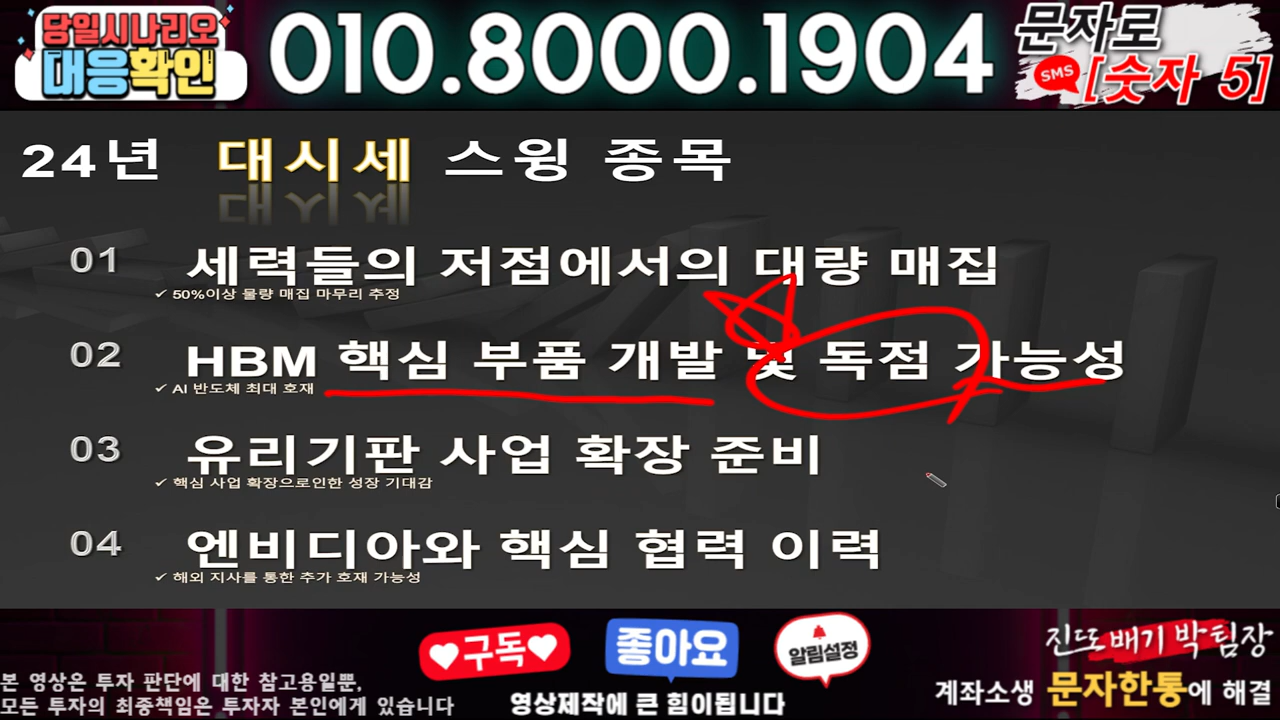 당일시나리오
대응확인
010.8000.1904
문자로
SMS
[숫자 5]
24년 대시세 스윙 종목
01 세력들의 저점에서의 대량 매집
✓ 50%이상 물량 매집 마무리 추정
02 HBM 핵심 부품 개발 및 독점 가능성
✓ AI 반도체 최대 호재
03 유리기판 사업 확장 준비
✓ 핵심 사업 확장으로인한 성장 기대감
04 엔비디아와 핵심 협력 이력
✓ 해외 지사를 통한 추가 호재 가능성
구독
좋아요
알림설정
영상제작에 큰 힘이됩니다
본 영상은 투자 판단에 대한 참고용일뿐,
모든 투자의 최종책임은 투자자 본인에게 있습니다
진또배기 박팀장
계좌소생 문자한통에 해결